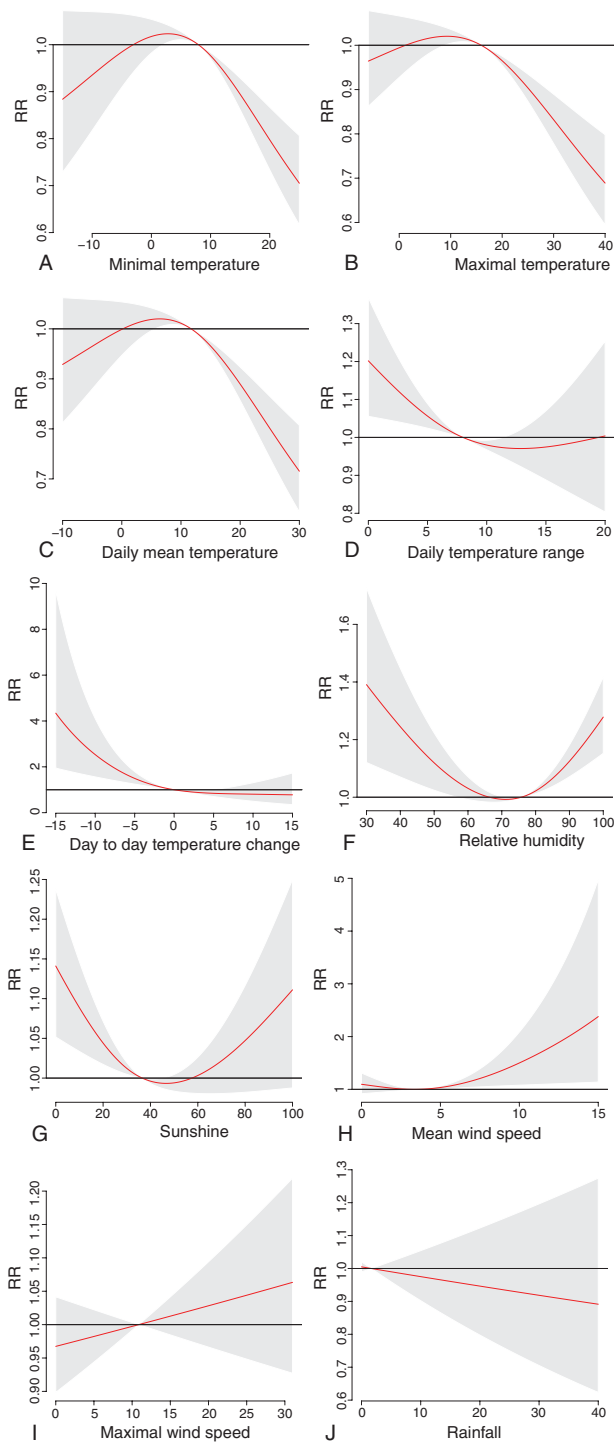 RR
0.6 0.7 0.8 0.9 1.0
−10 0 10 20
A Minimal temperature
RR
0.6 0.7 0.8 0.9 1.0
0 10 20 30 40
B Maximal temperature
RR
0.7 0.8 0.9 1.0
−10 0 10 20 30
C Daily mean temperature
RR
0.8 0.9 1.0 1.1 1.2 1.3
0 5 10 15 20
D Daily temperature range
RR
0 2 4 6 8 10
−15 −10 −5 0 5 10 15
E Day to day temperature change
RR
1.0 1.2 1.4 1.6
30 40 50 60 70 80 90 100
F Relative humidity
RR
1.00 1.05 1.10 1.15 1.20 1.25
0 20 40 60 80 100
G Sunshine
RR
1 2 3 4 5
0 5 10 15
H Mean wind speed
RR
0.90 0.95 1.00 1.05 1.10 1.15 1.20
0 5 10 15 20 25 30
I Maximal wind speed
RR
0.6 0.7 0.8 0.9 1.0 1.1 1.2 1.3
0 10 20 30 40
J Rainfall